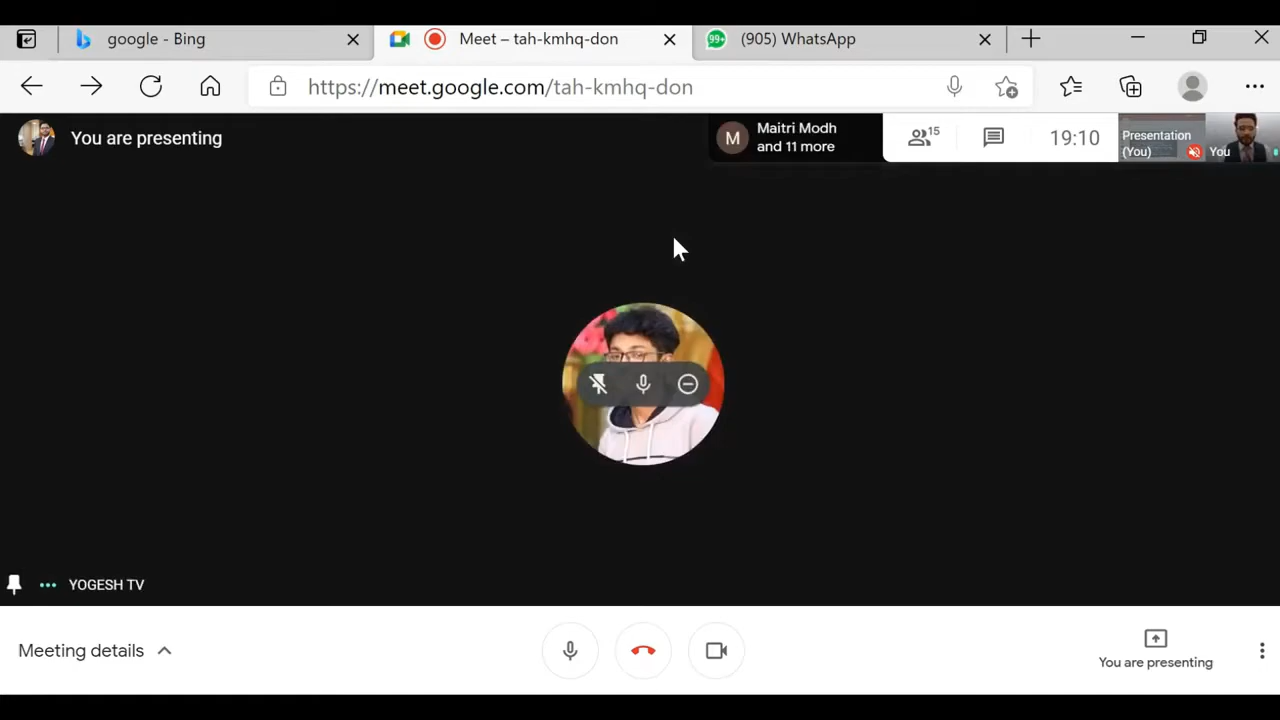 google - Bing
Meet – tah-kmhq-don
99+
(905) WhatsApp
https://meet.google.com/tah-kmhq-don
You are presenting
M
Maitri Modh
and 11 more
15
19:10
Presentation
(You)
You
YOGESH TV
Meeting details
You are presenting